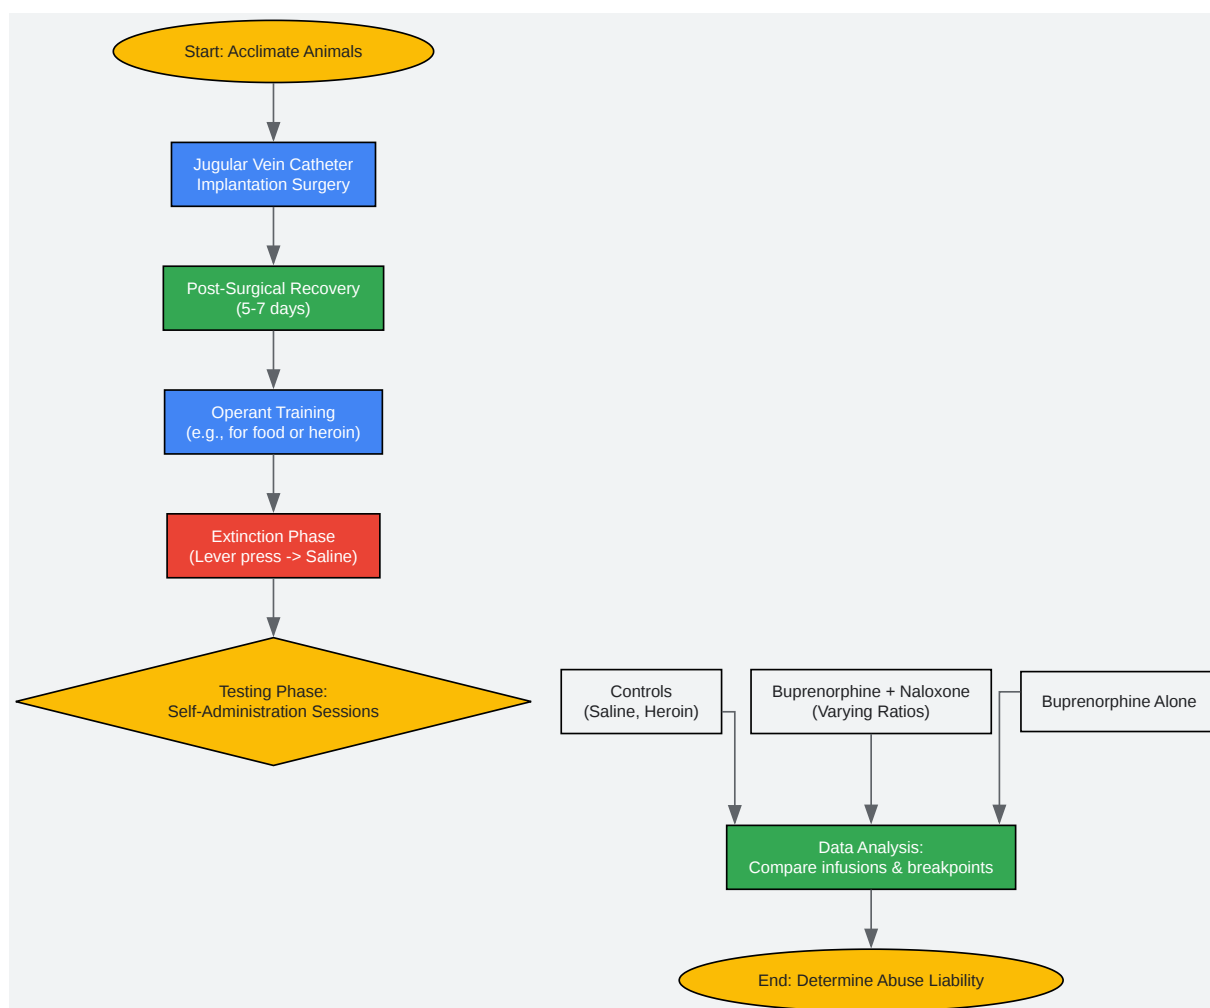 Start: Acclimate Animals
Jugular Vein Catheter
Implantation Surgery
Post-Surgical Recovery
(5-7 days)
Operant Training
(e.g., for food or heroin)
Extinction Phase
(Lever press -> Saline)
Testing Phase:
Self-Administration Sessions
Controls
(Saline, Heroin)
Buprenorphine + Naloxone
(Varying Ratios)
Buprenorphine Alone
Data Analysis:
Compare infusions & breakpoints
End: Determine Abuse Liability